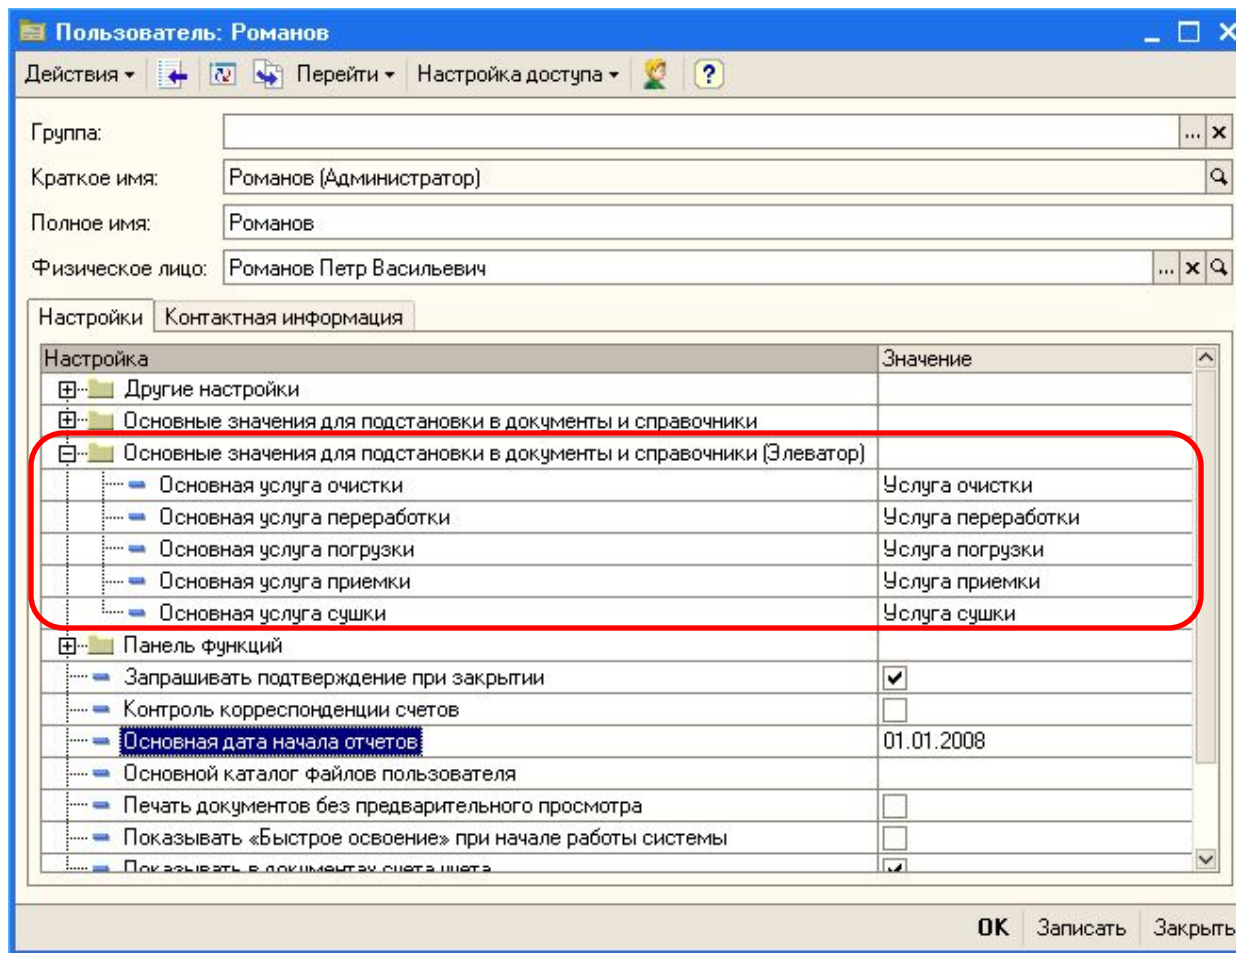 Пользователь: Романов
Действия Перейти Настройка доступа ?
Группа: ...
Краткое имя: Романов (Администратор)
Полное имя: Романов
Физическое лицо: Романов Петр Васильевич ...
Настройки Контактная информация
Настройка Значение
Другие настройки
Основные значения для подстановки в документы и справочники
Основные значения для подстановки в документы и справочники (Элеватор)
Основная услуга очистки Услуга очистки
Основная услуга переработки Услуга переработки
Основная услуга погрузки Услуга погрузки
Основная услуга приемки Услуга приемки
Основная услуга сушки Услуга сушки
Панель функций
Запрашивать подтверждение при закрытии
Контроль корреспонденции счетов
Основная дата начала отчетов 01.01.2008
Основной каталог файлов пользователя
Печать документов без предварительного просмотра
Показывать «Быстрое освоение» при начале работы системы
Показывать в документах счета учета
OK Записать Закрыть